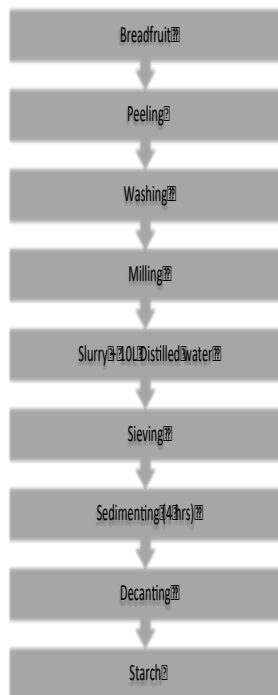 Breadfruit
Peeling
Washing
Milling
Slurry + 10L Distilled water
Sieving
Sedimenting (4 hrs)
Decanting
Starch